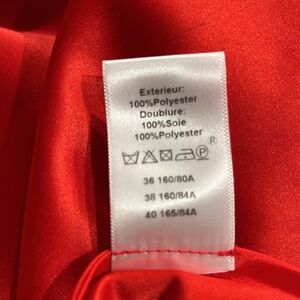 Exterieur:
100%Polyester
Doublure:
100%Soie
100%Polyester
P
R
36 160/80A
38 160/84A
40 165/84A